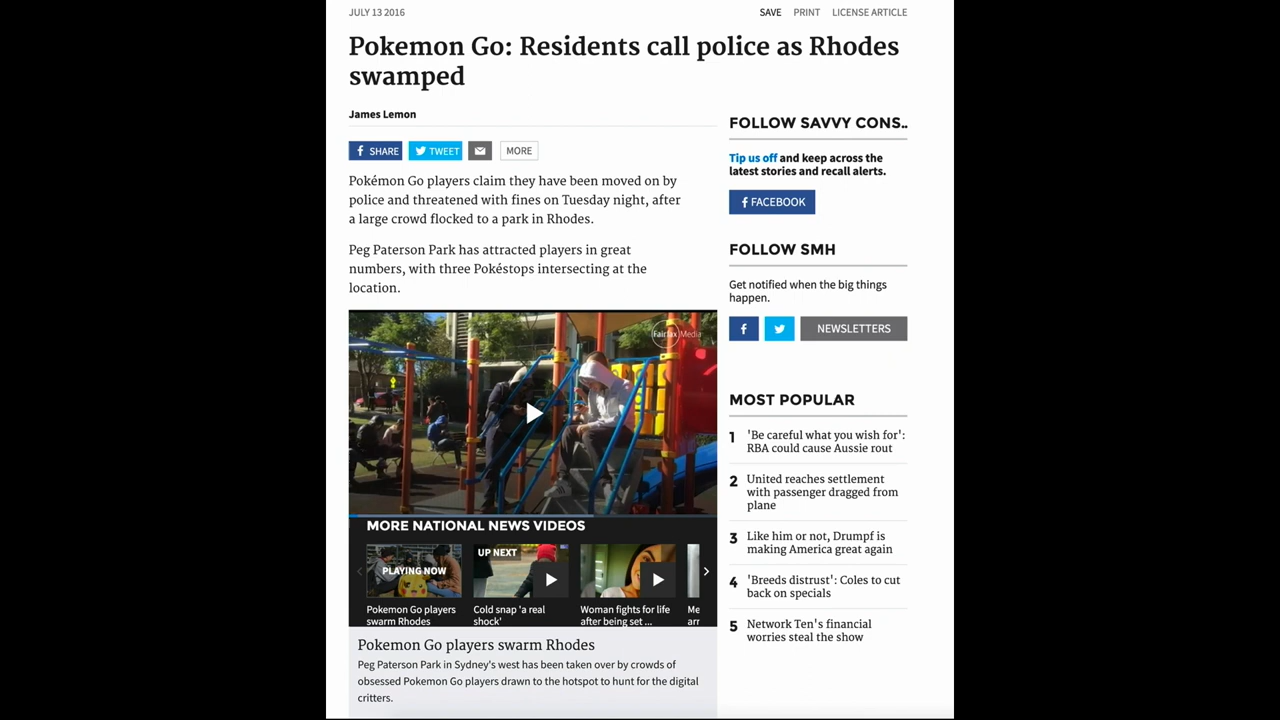 JULY 13 2016
SAVE PRINT LICENSE ARTICLE
Pokemon Go: Residents call police as Rhodes
swamped
James Lemon
SHARE TWEET MORE
Pokémon Go players claim they have been moved on by
police and threatened with fines on Tuesday night, after
a large crowd flocked to a park in Rhodes.
Peg Paterson Park has attracted players in great
numbers, with three Pokéstops intersecting at the
location.
Fairfax Media
MORE NATIONAL NEWS VIDEOS
PLAYING NOW
Pokemon Go players
swarm Rhodes
UP NEXT
Cold snap 'a real
shock'
Woman fights for life
after being set ...
Me
arr
Pokemon Go players swarm Rhodes
Peg Paterson Park in Sydney's west has been taken over by crowds of
obsessed Pokemon Go players drawn to the hotspot to hunt for the digital
critters.
FOLLOW SAVVY CONS..
Tip us off and keep across the
latest stories and recall alerts.
FACEBOOK
FOLLOW SMH
Get notified when the big things
happen.
NEWSLETTERS
MOST POPULAR
1 'Be careful what you wish for':
RBA could cause Aussie rout
2 United reaches settlement
with passenger dragged from
plane
3 Like him or not, Drumpf is
making America great again
4 'Breeds distrust': Coles to cut
back on specials
5 Network Ten's financial
worries steal the show